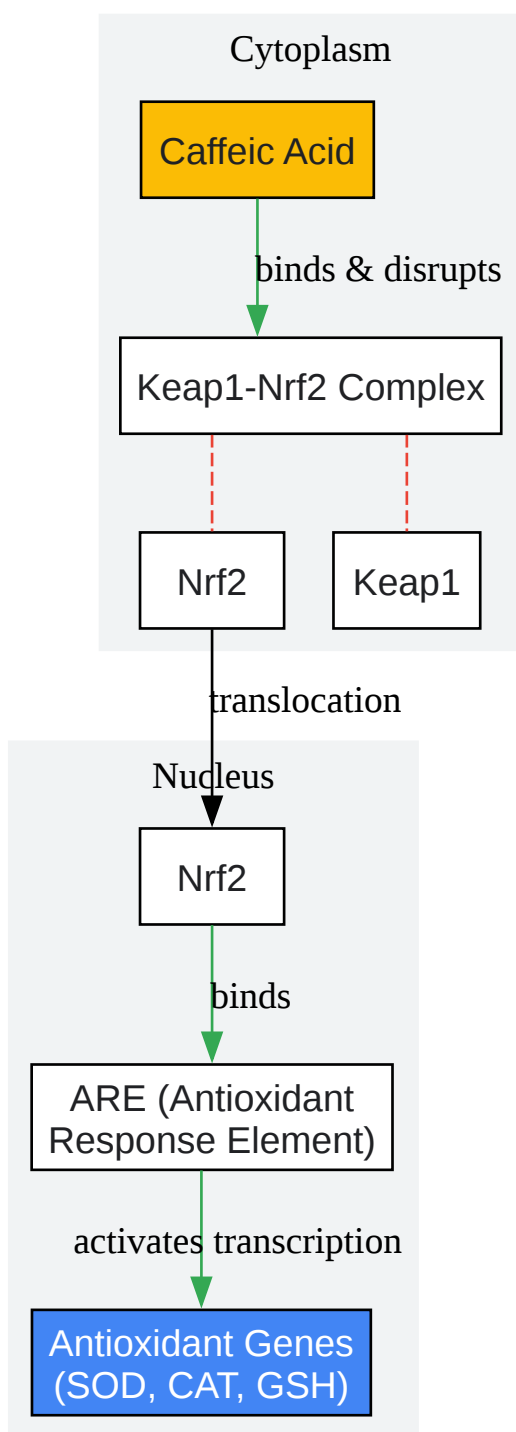 Cytoplasm
Caffeic Acid
binds & disrupts
Keap1-Nrf2 Complex
Nrf2
Keap1
translocation
Nucleus
Nrf2
binds
ARE (Antioxidant
Response Element)
activates transcription
Antioxidant Genes
(SOD, CAT, GSH)